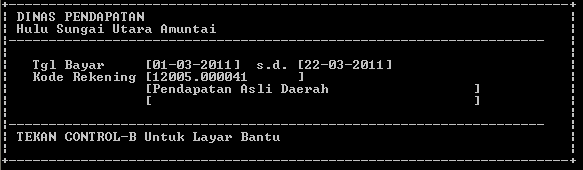 DINAS PENDAPATAN
Hulu Sungai Utara Amuntai
Tgl Bayar [01-03-2011] s.d. [22-03-2011]
Kode Rekening [12005.000041 ]
[Pendapatan Asli Daerah ]
[ ]
TEKAN CONTROL-B Untuk Layar Bantu